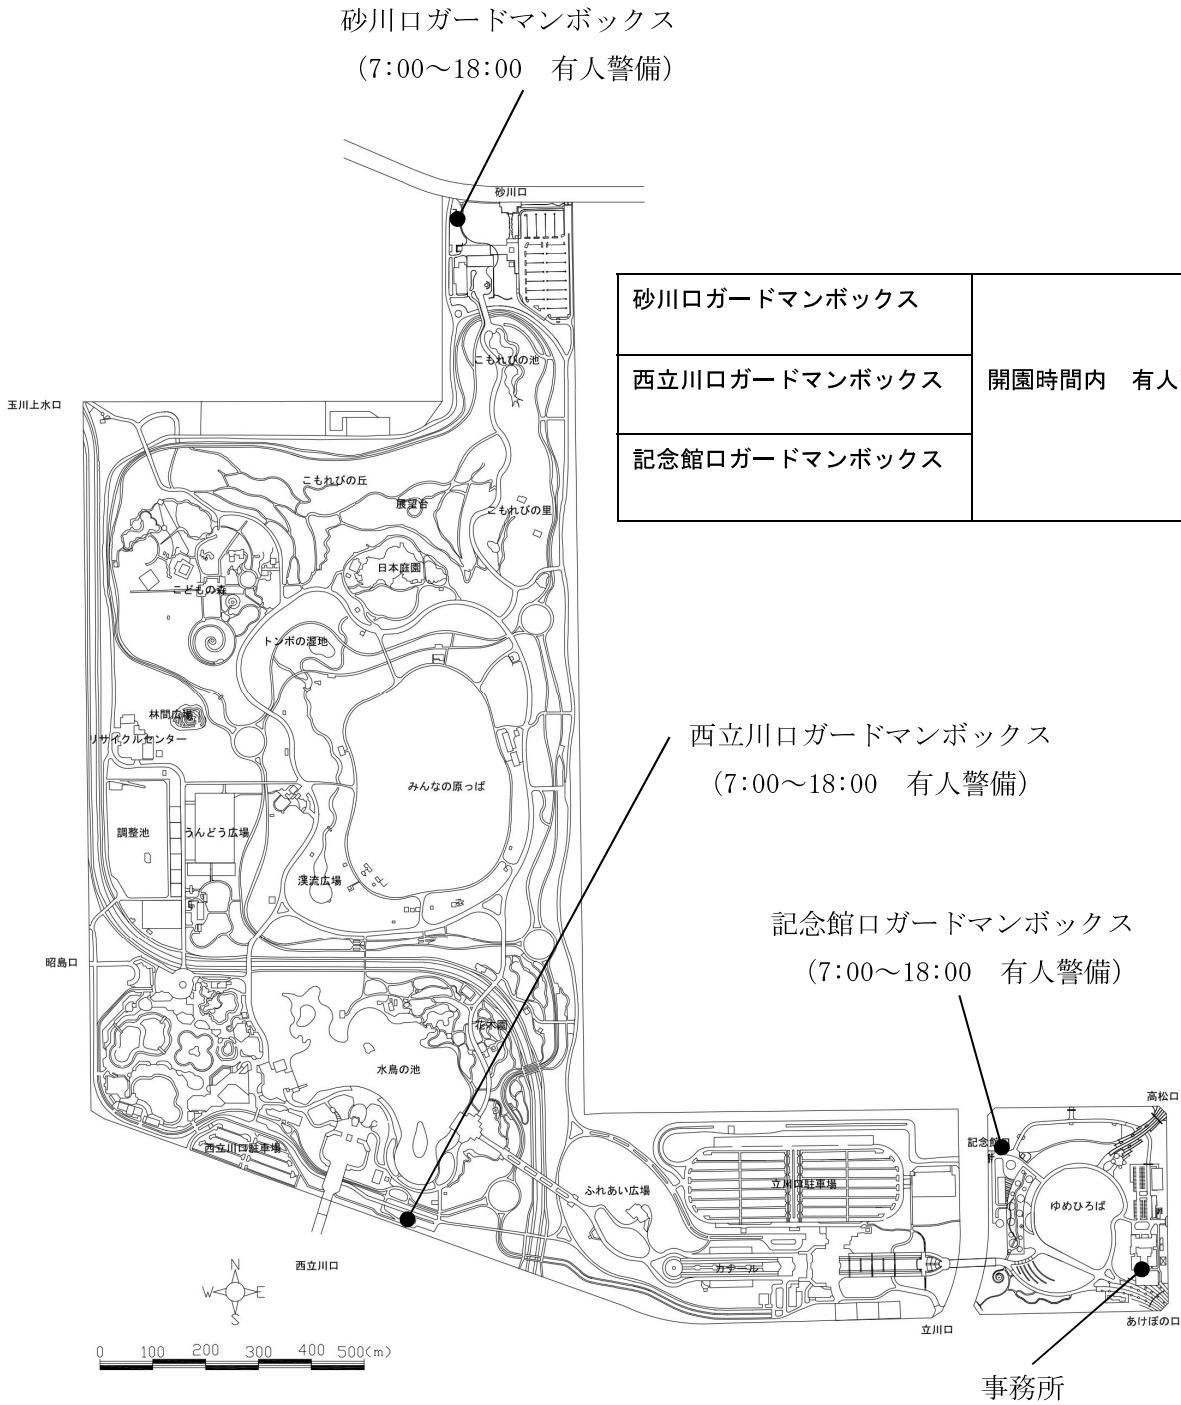 砂川口ガードマンボックス
（7:00～18:00　有人警備）
砂川口
砂川口ガードマンボックス
西立川口ガードマンボックス
開園時間内　有人
記念館口ガードマンボックス
こもれびの池
玉川上水口
こもれびの丘
展望台
こもれびの里
日本庭園
こどもの森
トンボの湿地
林間広場
リサイクルセンター
西立川口ガードマンボックス
（7:00～18:00　有人警備）
みんなの原っぱ
調整池
うんどう広場
渓流広場
記念館口ガードマンボックス
（7:00～18:00　有人警備）
昭島口
花木園
水鳥の池
高松口
記念館口
西立川口駐車場
立川口駐車場
ふれあい広場
ゆめひろば
カナール
西立川口
あけぼの口
立川口
N
W
E
S
0 100 200 300 400 500(m)
事務所